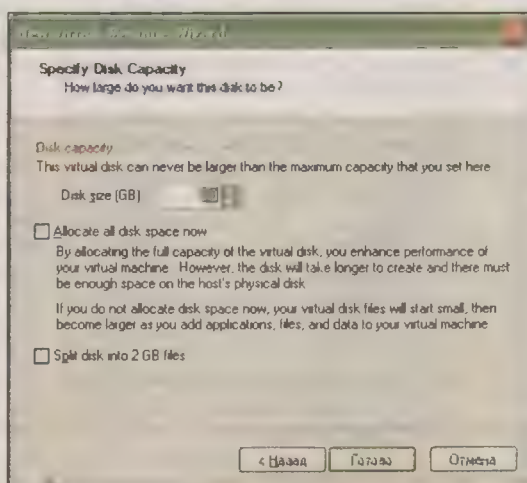 Specify Disk Capacity
How large do you want this disk to be?
Disk capacity
This virtual disk can never be larger than the maximum capacity that you set here
Disk size (GB)
Allocate all disk space now
By allocating the full capacity of the virtual disk, you enhance performance of
your virtual machine. However, the disk will take longer to create and there must
be enough space on the host's physical disk
If you do not allocate disk space now, your virtual disk files will start small, then
become larger as you add applications, files, and data to your virtual machine
Split disk into 2 GB files
< Назад Готово Отмена